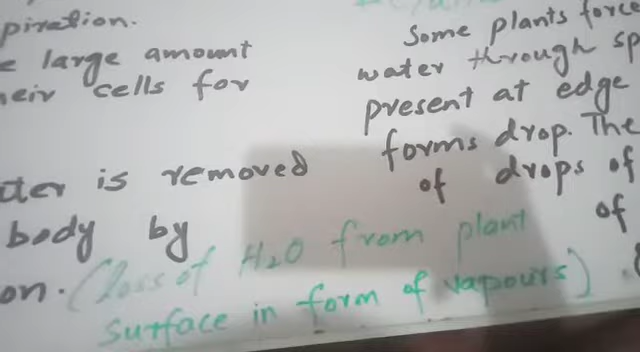 piration.
e large amount
heir cells for
ter is removed
body by
on. (loss of H2O from plant
surface in form of vapours)
Some plants force
water through sp
present at edge
forms drop. The
of drops of
of